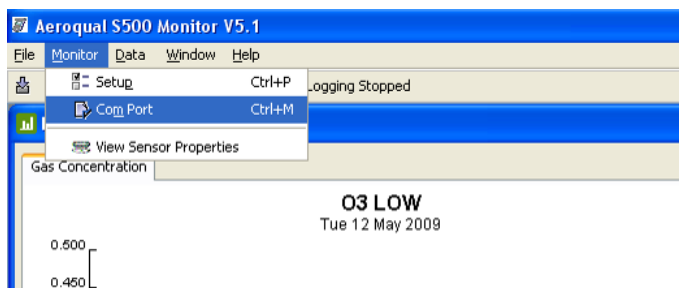 Aeroqual S500 Monitor V5.1
File Monitor Data Window Help
Setup Ctrl+P Logging Stopped
Com Port Ctrl+M
View Sensor Properties
Gas Concentration
O3 LOW
Tue 12 May 2009
0.500
0.450